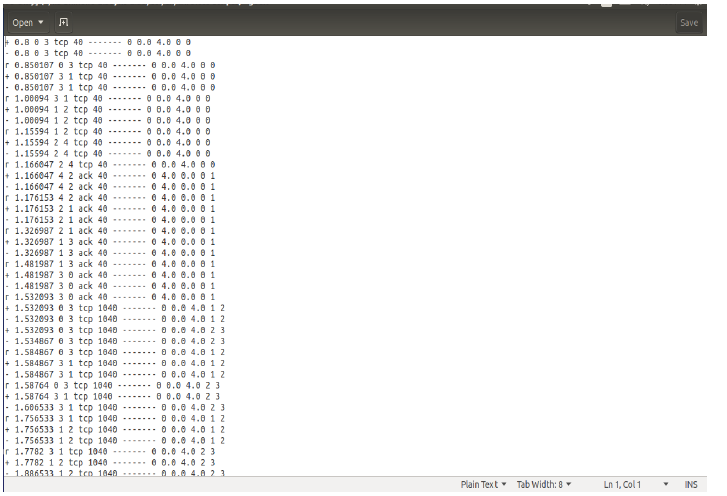 Open
Save
+ 0.8 0 3 tcp 40 ------- 0 0.0 4.0 0 0
- 0.8 0 3 tcp 40 ------- 0 0.0 4.0 0 0
r 0.850107 0 3 tcp 40 ------- 0 0.0 4.0 0 0
+ 0.850107 3 1 tcp 40 ------- 0 0.0 4.0 0 0
- 0.850107 3 1 tcp 40 ------- 0 0.0 4.0 0 0
r 1.00094 3 1 tcp 40 ------- 0 0.0 4.0 0 0
+ 1.00094 1 2 tcp 40 ------- 0 0.0 4.0 0 0
- 1.00094 1 2 tcp 40 ------- 0 0.0 4.0 0 0
r 1.15594 1 2 tcp 40 ------- 0 0.0 4.0 0 0
+ 1.15594 2 4 tcp 40 ------- 0 0.0 4.0 0 0
- 1.15594 2 4 tcp 40 ------- 0 0.0 4.0 0 0
r 1.166047 2 4 tcp 40 ------- 0 0.0 4.0 0 0
+ 1.166047 4 2 ack 40 ------- 0 4.0 0.0 0 1
- 1.166047 4 2 ack 40 ------- 0 4.0 0.0 0 1
r 1.176153 4 2 ack 40 ------- 0 4.0 0.0 0 1
+ 1.176153 2 1 ack 40 ------- 0 4.0 0.0 0 1
- 1.176153 2 1 ack 40 ------- 0 4.0 0.0 0 1
r 1.326987 2 1 ack 40 ------- 0 4.0 0.0 0 1
+ 1.326987 1 3 ack 40 ------- 0 4.0 0.0 0 1
- 1.326987 1 3 ack 40 ------- 0 4.0 0.0 0 1
r 1.481987 1 3 ack 40 ------- 0 4.0 0.0 0 1
+ 1.481987 3 0 ack 40 ------- 0 4.0 0.0 0 1
- 1.481987 3 0 ack 40 ------- 0 4.0 0.0 0 1
r 1.532093 3 0 ack 40 ------- 0 4.0 0.0 0 1
+ 1.532093 0 3 tcp 1040 ------- 0 0.0 4.0 1 2
- 1.532093 0 3 tcp 1040 ------- 0 0.0 4.0 1 2
+ 1.532093 0 3 tcp 1040 ------- 0 0.0 4.0 2 3
- 1.534867 0 3 tcp 1040 ------- 0 0.0 4.0 2 3
r 1.584867 0 3 tcp 1040 ------- 0 0.0 4.0 1 2
+ 1.584867 3 1 tcp 1040 ------- 0 0.0 4.0 1 2
- 1.584867 3 1 tcp 1040 ------- 0 0.0 4.0 1 2
r 1.58764 0 3 tcp 1040 ------- 0 0.0 4.0 2 3
+ 1.58764 3 1 tcp 1040 ------- 0 0.0 4.0 2 3
- 1.606533 3 1 tcp 1040 ------- 0 0.0 4.0 2 3
r 1.756533 3 1 tcp 1040 ------- 0 0.0 4.0 1 2
+ 1.756533 1 2 tcp 1040 ------- 0 0.0 4.0 1 2
- 1.756533 1 2 tcp 1040 ------- 0 0.0 4.0 1 2
r 1.7782 3 1 tcp 1040 ------- 0 0.0 4.0 2 3
+ 1.7782 1 2 tcp 1040 ------- 0 0.0 4.0 2 3
- 1.886533 1 2 tcp 1040 ------- 0 0.0 4.0 2 3
Plain Text Tab Width: 8 Ln 1, Col 1 INS